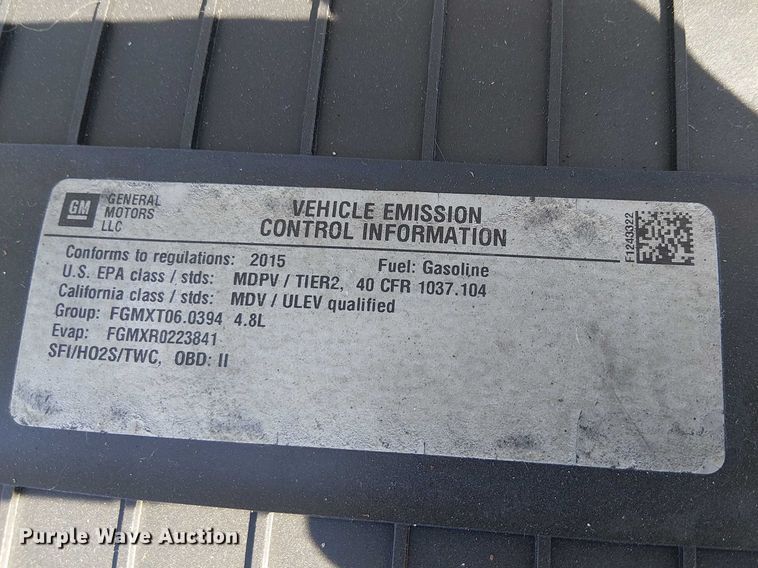 GM
GENERAL
MOTORS
LLC
VEHICLE EMISSION
CONTROL INFORMATION
F1243322
Conforms to regulations: 2015 Fuel: Gasoline
U.S. EPA class / stds: MDPV / TIER2, 40 CFR 1037.104
California class / stds: MDV / ULEV qualified
Group: FGMXT06.0394 4.8L
Evap: FGMXR0223841
SFI/HO2S/TWC, OBD: II
Purple Wave Auction